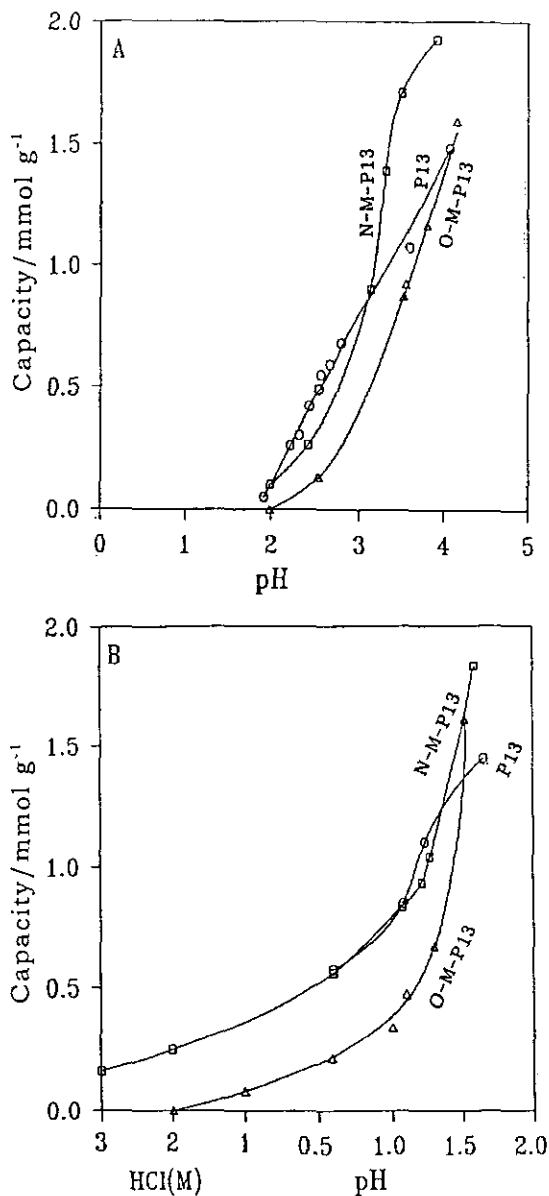 A
2.0
1.5
1.0
0.5
0.0
Capacity/mmol g-1
N-M-P13
P13
O-M-P13
0 1 2 3 4 5
pH
B
2.0
1.5
1.0
0.5
0.0
Capacity/mmol g-1
N-M-P13
P13
O-M-P13
3 2 1 0.5 1.0 1.5 2.0
HCl(M) pH